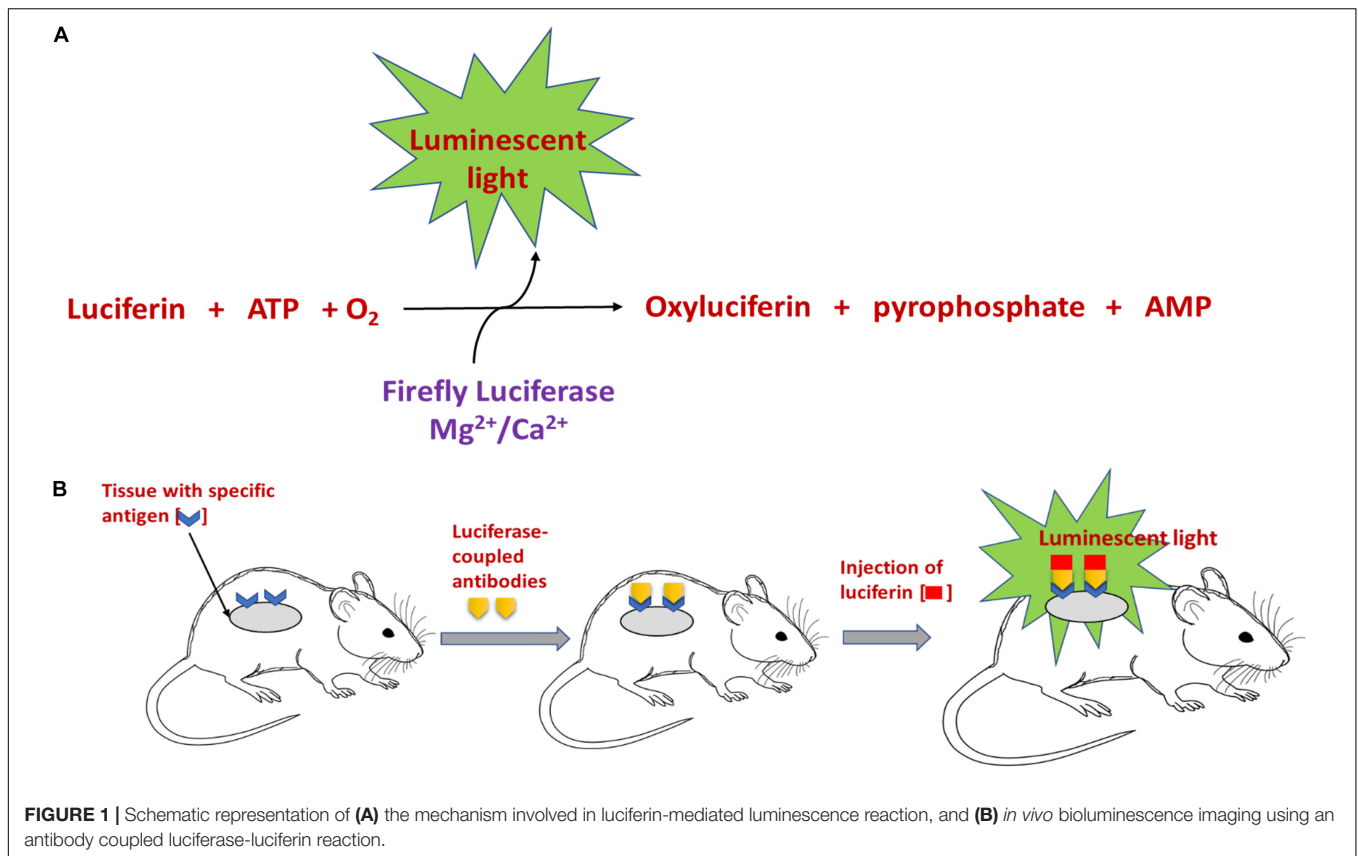 A
Luminescent
light
Luciferin + ATP + O₂
Oxyluciferin + pyrophosphate + AMP
Firefly Luciferase
Mg²⁺/Ca²⁺
B
Tissue with specific
antigen [ ]
Luciferase-
coupled
antibodies
Injection of
luciferin [ ]
Luminescent light
FIGURE 1 | Schematic representation of (A) the mechanism involved in luciferin-mediated luminescence reaction, and (B) in vivo bioluminescence imaging using an
antibody coupled luciferase-luciferin reaction.